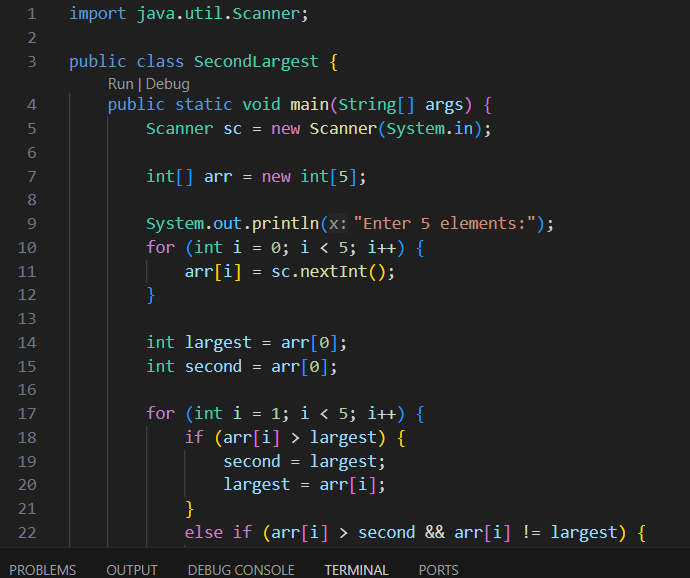 1 import java.util.Scanner;
2
3 public class SecondLargest {
Run | Debug
4 public static void main(String[] args) {
5 Scanner sc = new Scanner(System.in);
6
7 int[] arr = new int[5];
8
9 System.out.println(x: "Enter 5 elements:");
10 for (int i = 0; i < 5; i++) {
11 arr[i] = sc.nextInt();
12 }
13
14 int largest = arr[0];
15 int second = arr[0];
16
17 for (int i = 1; i < 5; i++) {
18 if (arr[i] > largest) {
19 second = largest;
20 largest = arr[i];
21 }
22 else if (arr[i] > second && arr[i] != largest) {
PROBLEMS OUTPUT DEBUG CONSOLE TERMINAL PORTS